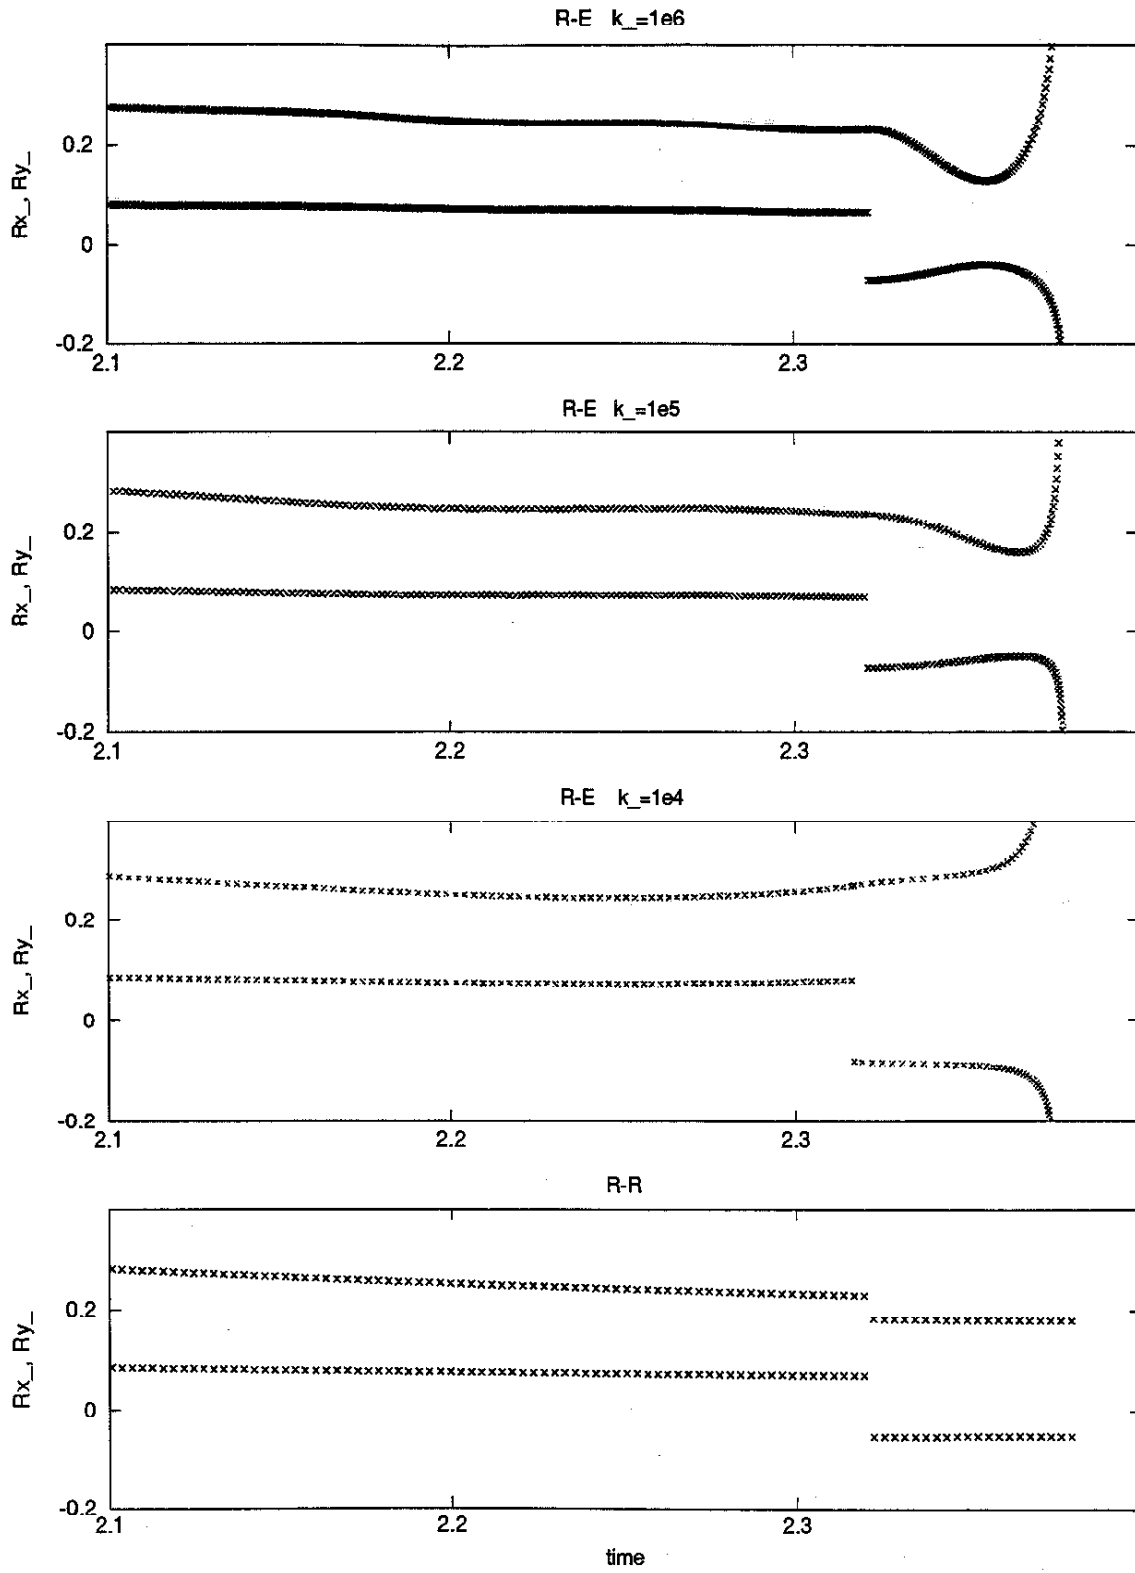 R-E k_=1e6
Rx_, Ry_
0.2
0
-0.2
2.1 2.2 2.3
R-E k_=1e5
Rx_, Ry_
0.2
0
-0.2
2.1 2.2 2.3
R-E k_=1e4
Rx_, Ry_
0.2
0
-0.2
2.1 2.2 2.3
R-R
Rx_, Ry_
0.2
0
-0.2
2.1 2.2 2.3
time